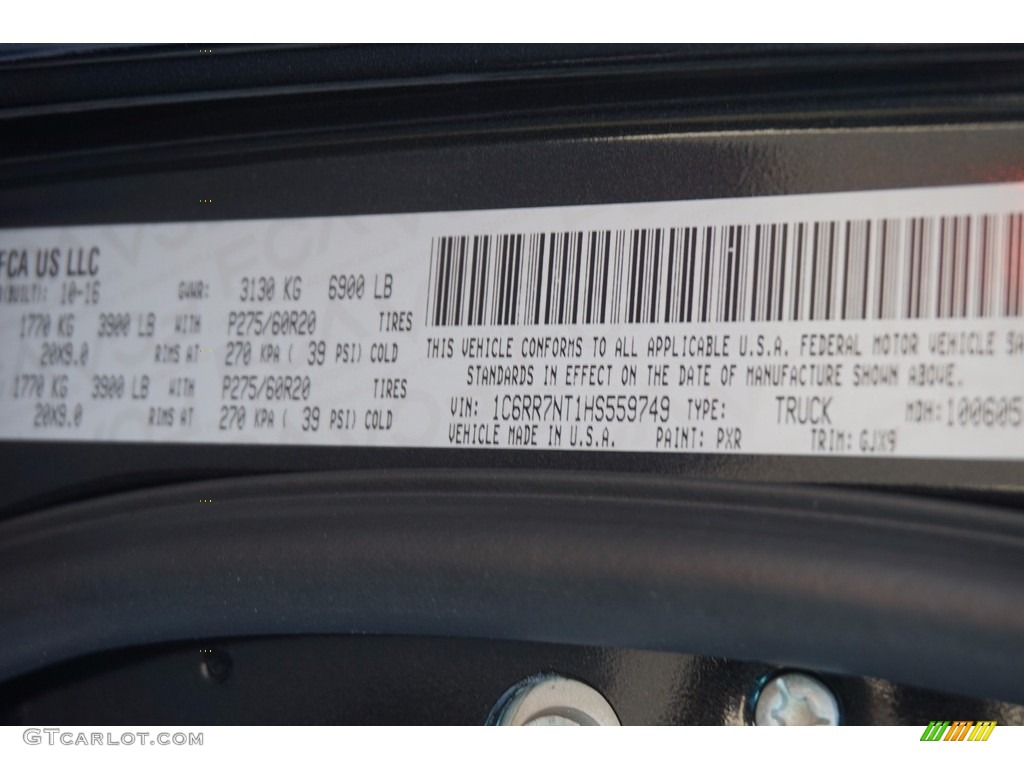 FCA US LLC
(BUILT): 10-16 GVWR: 3130 KG 6900 LB
1770 KG 3900 LB WITH P275/60R20 TIRES
20X9.0 RIMS AT 270 KPA ( 39 PSI) COLD
1770 KG 3900 LB WITH P275/60R20 TIRES
20X9.0 RIMS AT 270 KPA ( 39 PSI) COLD
THIS VEHICLE CONFORMS TO ALL APPLICABLE U.S.A. FEDERAL MOTOR VEHICLE SA
STANDARDS IN EFFECT ON THE DATE OF MANUFACTURE SHOWN ABOVE.
VIN: 1C6RR7NT1HS559749 TYPE: TRUCK MDH: 100605
VEHICLE MADE IN U.S.A. PAINT: PXR TRIM: GJX9
GTCarlot.com